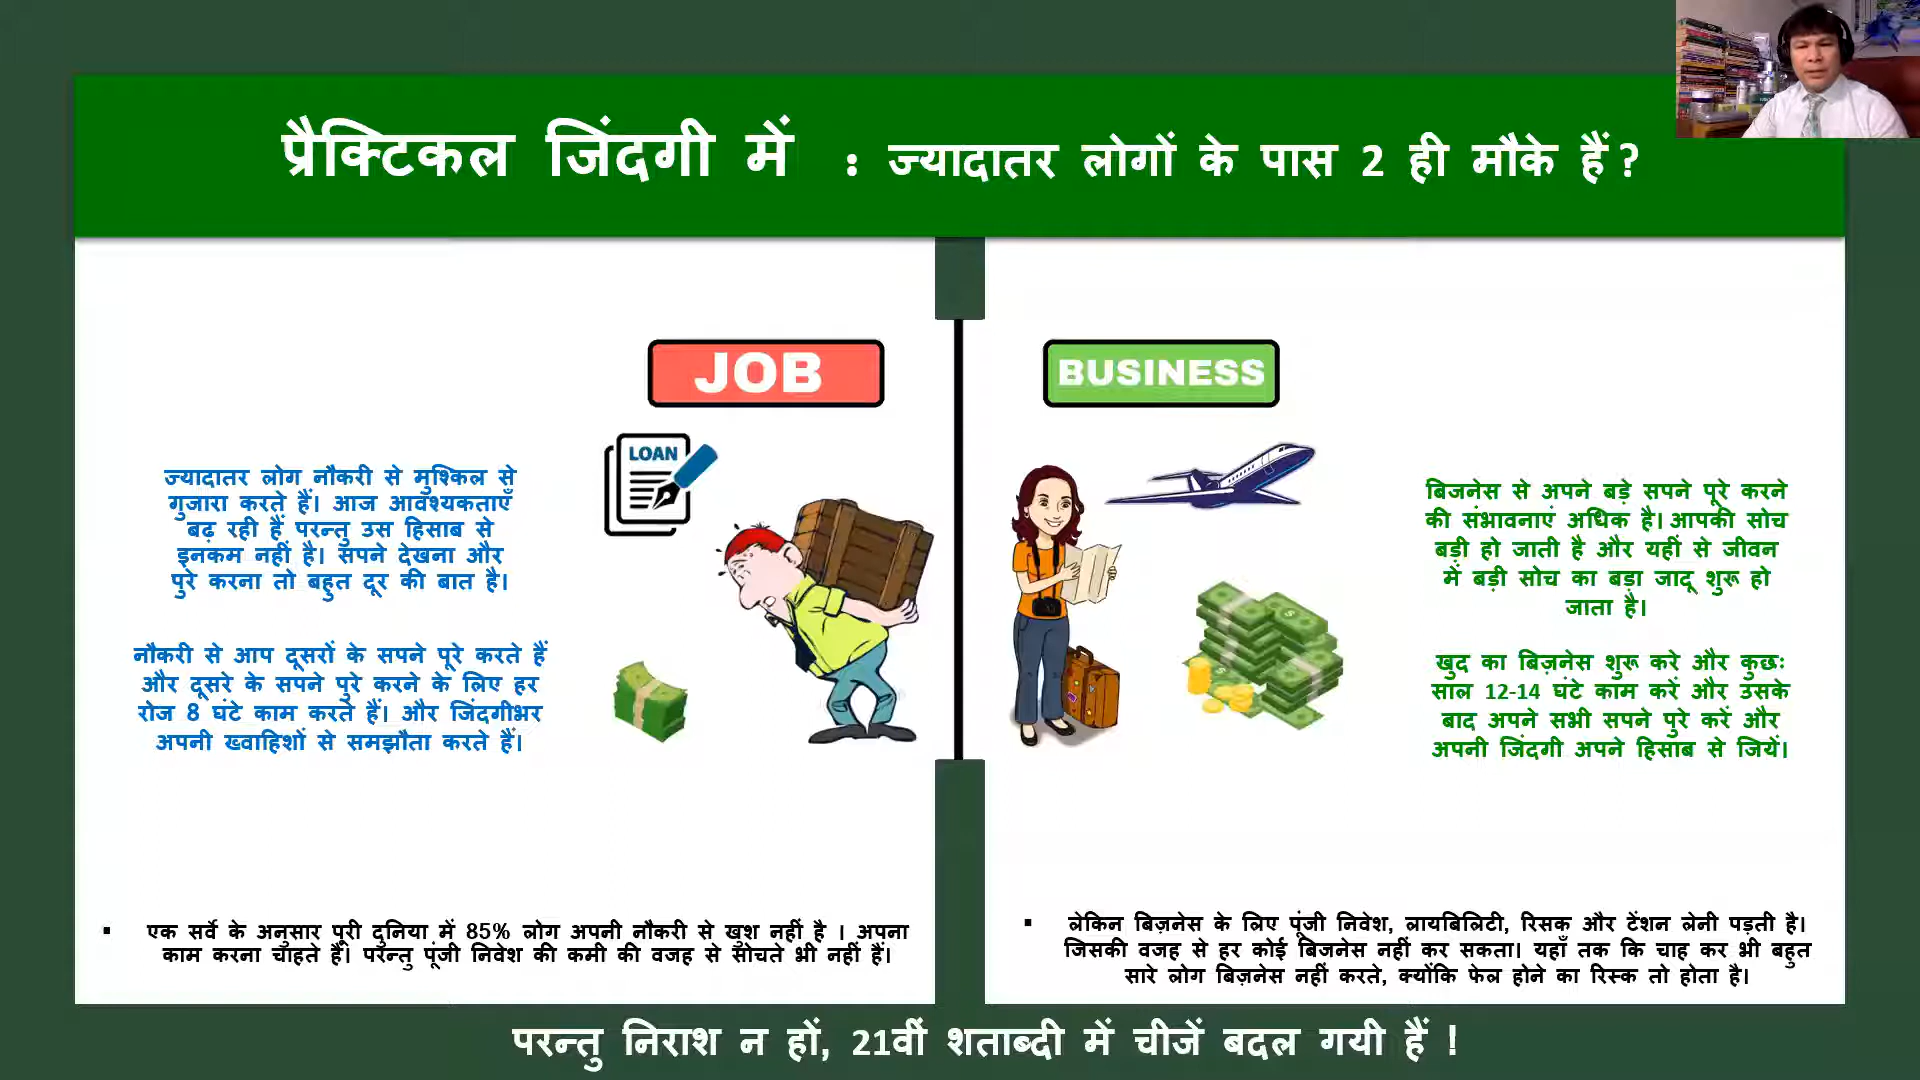 प्रैक्टिकल जिंदगी में : ज्यादातर लोगों के पास 2 ही मौके हैं?
JOB
LOAN
ज्यादातर लोग नौकरी से मुश्किल से
गुजारा करते हैं। आज आवश्यकताएँ
बढ़ रही हैं परन्तु उस हिसाब से
इनकम नहीं है। सपने देखना और
पुरे करना तो बहुत दूर की बात है।
नौकरी से आप दूसरों के सपने पूरे करते हैं
और दूसरे के सपने पुरे करने के लिए हर
रोज 8 घंटे काम करते हैं। और जिंदगीभर
अपनी ख्वाहिशों से समझौता करते हैं।
▪ एक सर्वे के अनुसार पूरी दुनिया में 85% लोग अपनी नौकरी से खुश नहीं है । अपना
काम करना चाहते हैं। परन्तु पूंजी निवेश की कमी की वजह से सोचते भी नहीं हैं।
BUSINESS
बिजनेस से अपने बड़े सपने पूरे करने
की संभावनाएं अधिक है। आपकी सोच
बड़ी हो जाती है और यहीं से जीवन
में बड़ी सोच का बड़ा जादू शुरू हो
जाता है।
खुद का बिज़नेस शुरू करे और कुछः
साल 12-14 घंटे काम करें और उसके
बाद अपने सभी सपने पुरे करें और
अपनी जिंदगी अपने हिसाब से जियें।
▪ लेकिन बिज़नेस के लिए पूंजी निवेश, लायबिलिटी, रिसक और टेंशन लेनी पड़ती है।
जिसकी वजह से हर कोई बिजनेस नहीं कर सकता। यहाँ तक कि चाह कर भी बहुत
सारे लोग बिज़नेस नहीं करते, क्योंकि फेल होने का रिस्क तो होता है।
परन्तु निराश न हों, 21वीं शताब्दी में चीजें बदल गयी हैं !